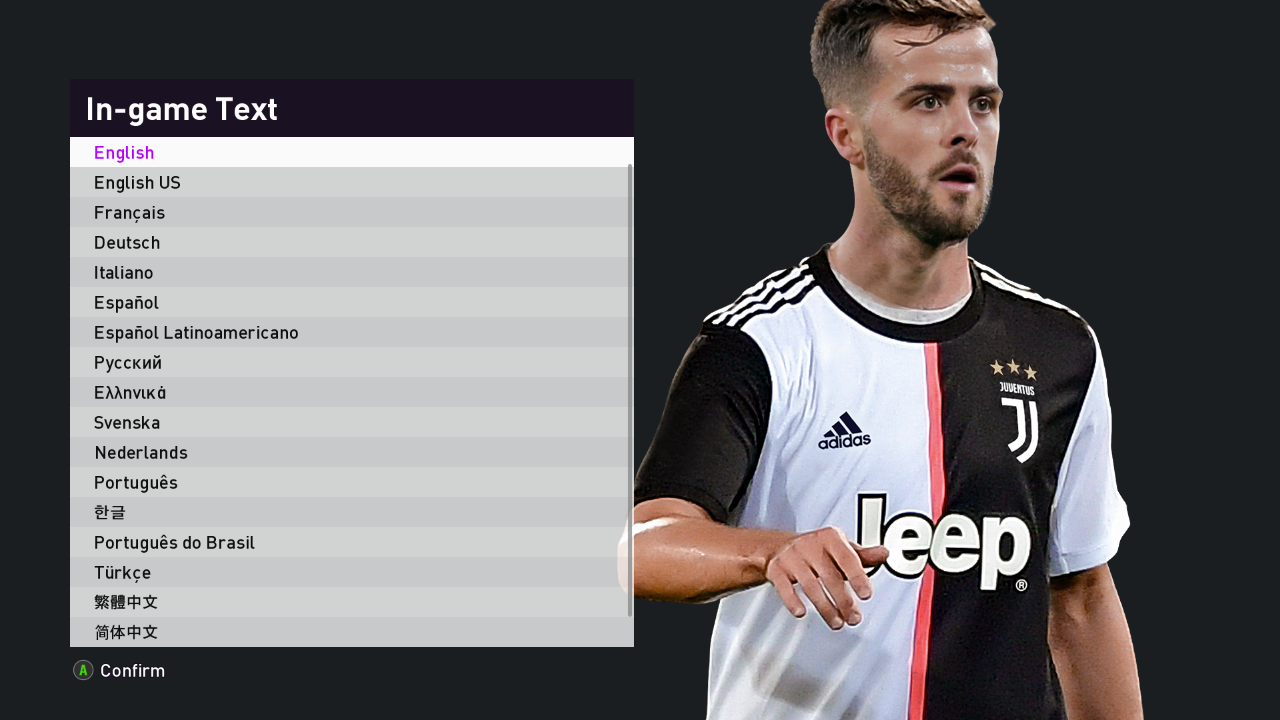 In-game Text
English
English US
Français
Deutsch
Italiano
Español
Español Latinoamericano
Русский
Ελληνικά
Svenska
Nederlands
Português
한글
Português do Brasil
Türkçe
繁體中文
简体中文
A Confirm
JUVENTUS
adidas
Jeep
®